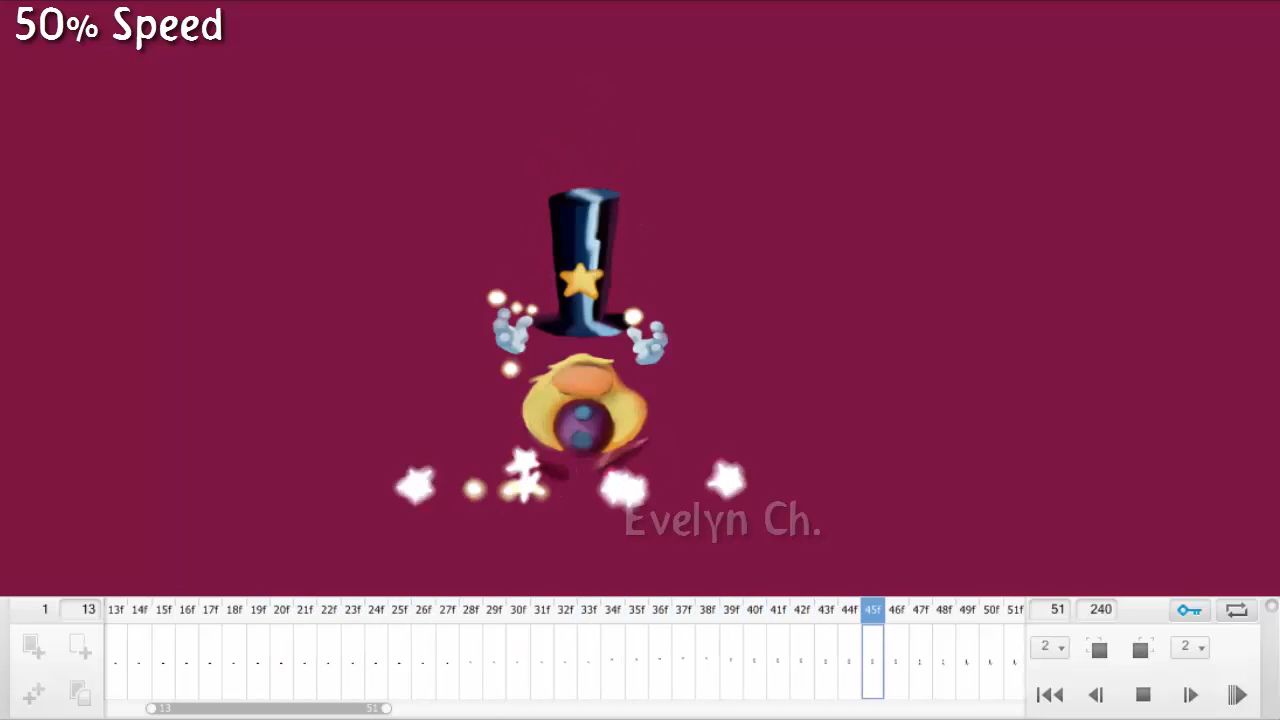 50% Speed
Evelyn Ch.
1 13 13f 14f 15f 16f 17f 18f 19f 20f 21f 22f 23f 24f 25f 26f 27f 28f 29f 30f 31f 32f 33f 34f 35f 36f 37f 38f 39f 40f 41f 42f 43f 44f 45f 46f 47f 48f 49f 50f 51f 51 240
2 2
13 51